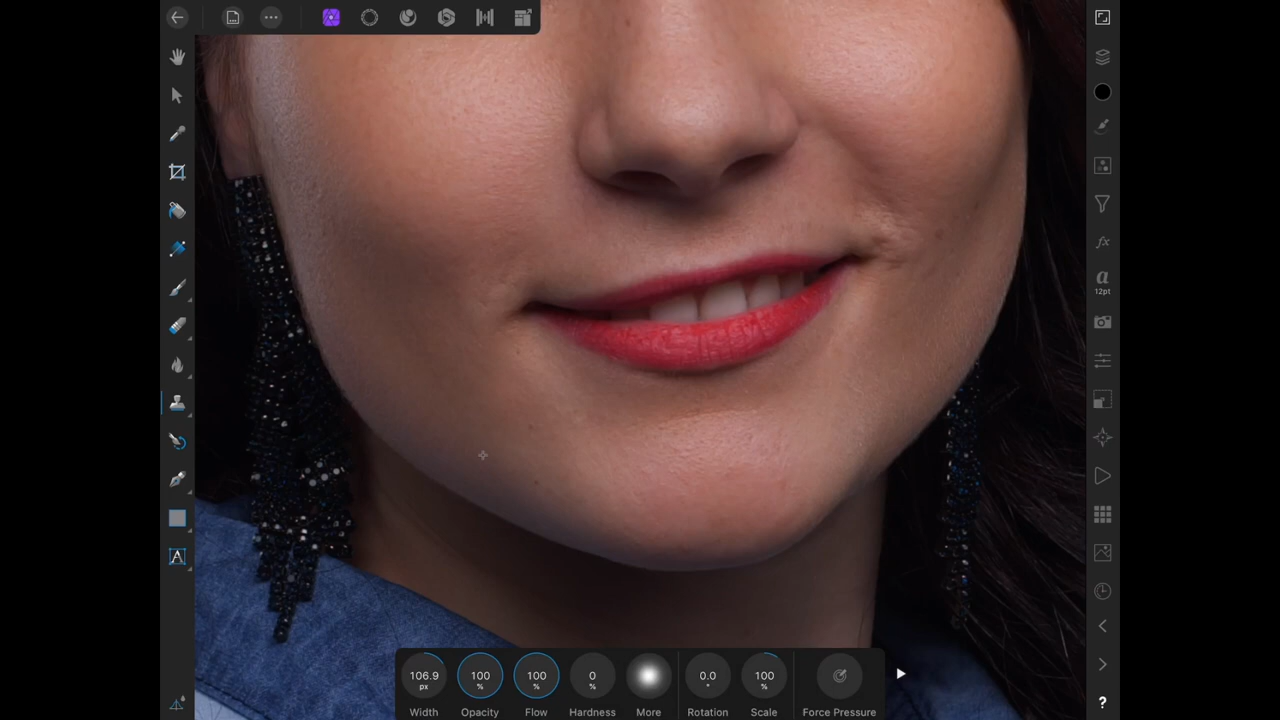 fx
a
12pt
A
106.9 px
100 %
100 %
0 %
0.0 °
100 %
Width
Opacity
Flow
Hardness
More
Rotation
Scale
Force Pressure
?